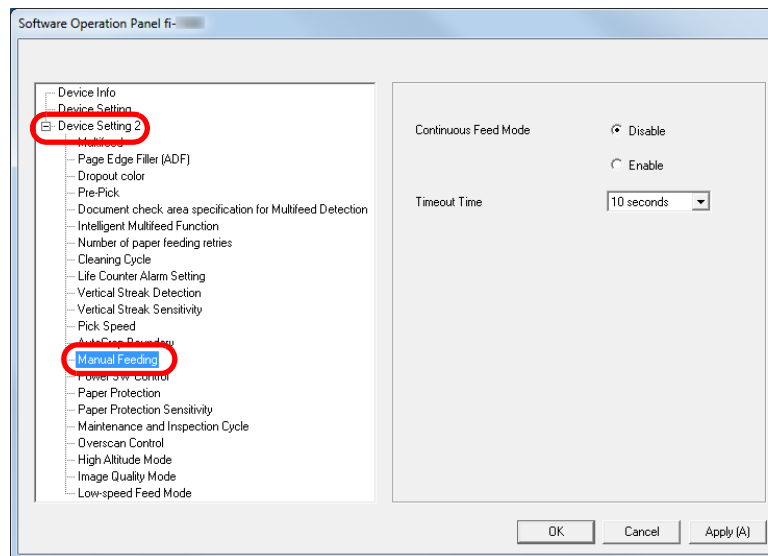 Software Operation Panel fi-
Device Info
Device Setting
Device Setting 2
Multifeed
Page Edge Filler (ADF)
Dropout color
Pre-Pick
Document check area specification for Multifeed Detection
Intelligent Multifeed Function
Number of paper feeding retries
Cleaning Cycle
Life Counter Alarm Setting
Vertical Streak Detection
Vertical Streak Sensitivity
Pick Speed
AutoCrop Boundary
Manual Feeding
Power SW Control
Paper Protection
Paper Protection Sensitivity
Maintenance and Inspection Cycle
Overscan Control
High Altitude Mode
Image Quality Mode
Low-speed Feed Mode
Continuous Feed Mode
Disable
Enable
Timeout Time
10 seconds
OK
Cancel
Apply (A)